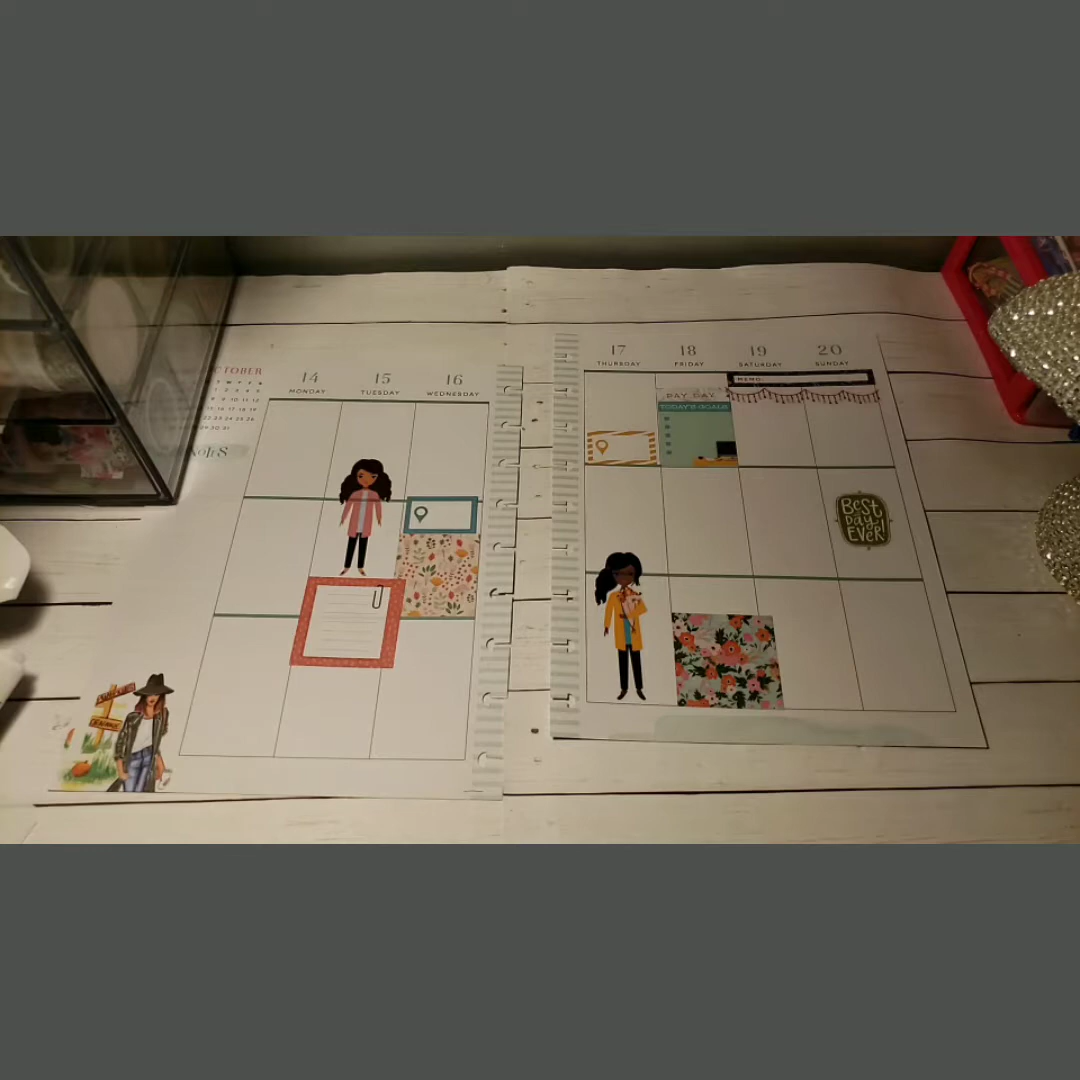 OCTOBER
NOTES
14 15 16
MONDAY TUESDAY WEDNESDAY
17 18 19 20
THURSDAY FRIDAY SATURDAY SUNDAY
MEMO:
PAY DAY
TODAY'S GOALS
BEST
DAY
EVER!